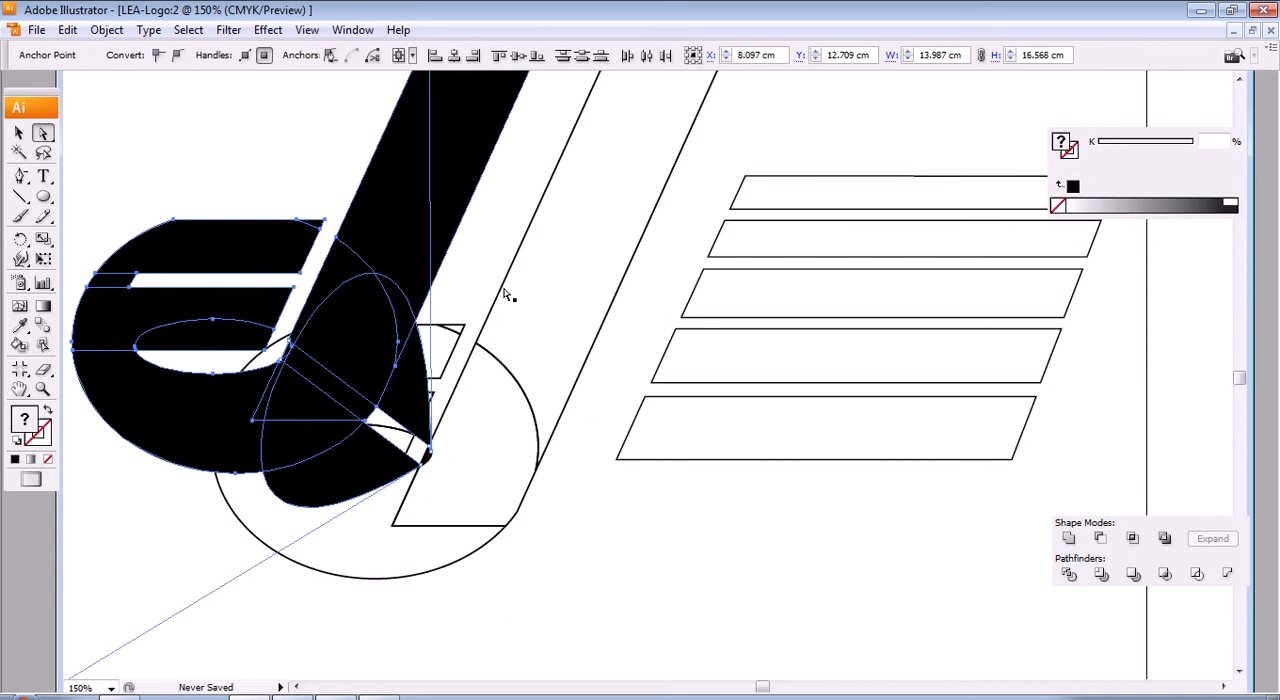 Adobe Illustrator - [LEA-Logo:2 @ 150% (CMYK/Preview) ]
File Edit Object Type Select Filter Effect View Window Help
Anchor Point Convert: Handles: Anchors: X: 8.097 cm Y: 12.709 cm W: 13.987 cm H: 16.568 cm
Ai
K %
?
T
?
Shape Modes:
Expand
Pathfinders:
150% Never Saved